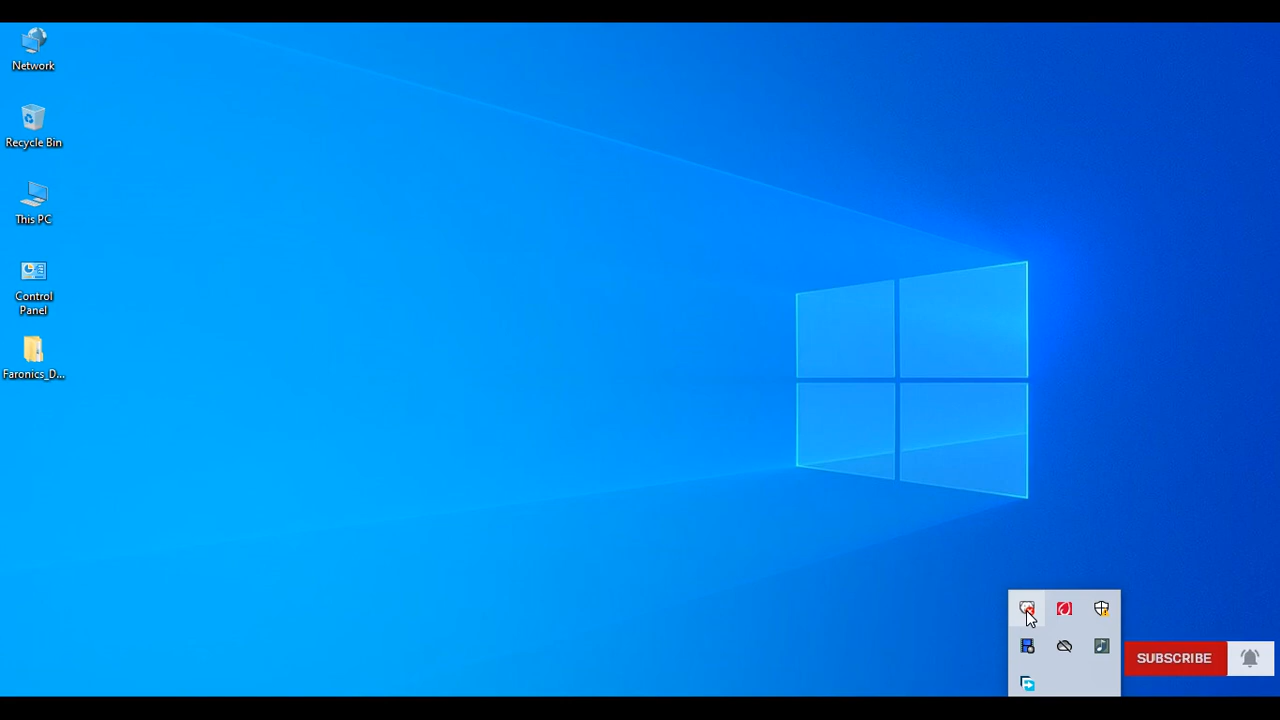 Network
Recycle Bin
This PC
Control
Panel
Faronics_D...
SUBSCRIBE